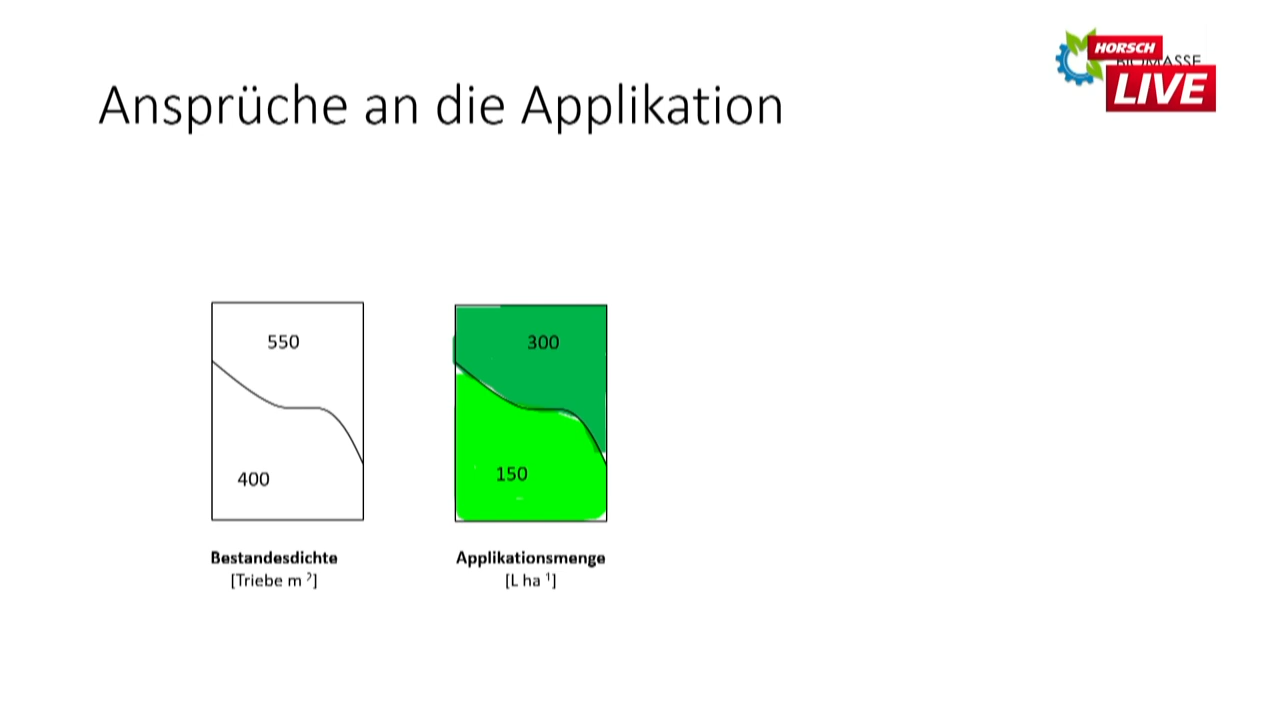 HORSCH
LIVE
Ansprüche an die Applikation
550
400
300
150
Bestandesdichte
[Triebe m ²]
Applikationsmenge
[L ha ¹]